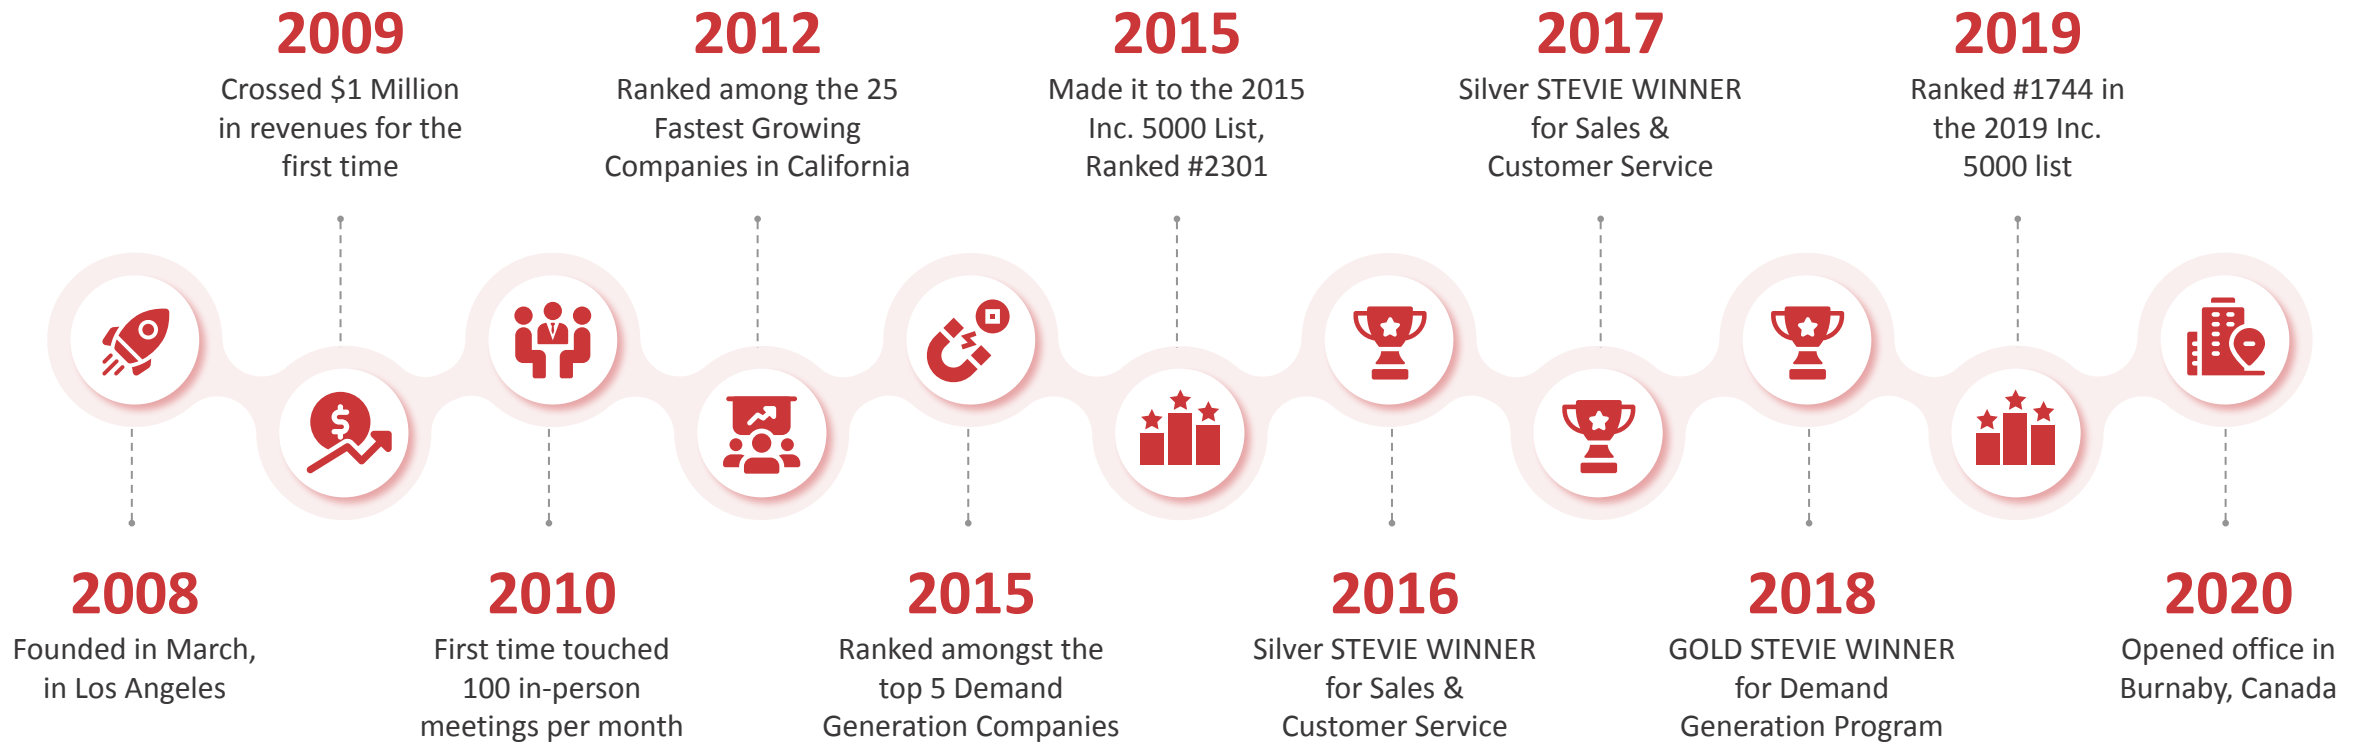 2009
Crossed $1 Million
in revenues for the
first time
2012
Ranked among the 25
Fastest Growing
Companies in California
2015
Made it to the 2015
Inc. 5000 List,
Ranked #2301
2017
Silver STEVIE WINNER
for Sales &
Customer Service
2019
Ranked #1744 in
the 2019 Inc.
5000 list
$
2008
Founded in March,
in Los Angeles
2010
First time touched
100 in-person
meetings per month
2015
Ranked amongst the
top 5 Demand
Generation Companies
2016
Silver STEVIE WINNER
for Sales &
Customer Service
2018
GOLD STEVIE WINNER
for Demand
Generation Program
2020
Opened office in
Burnaby, Canada